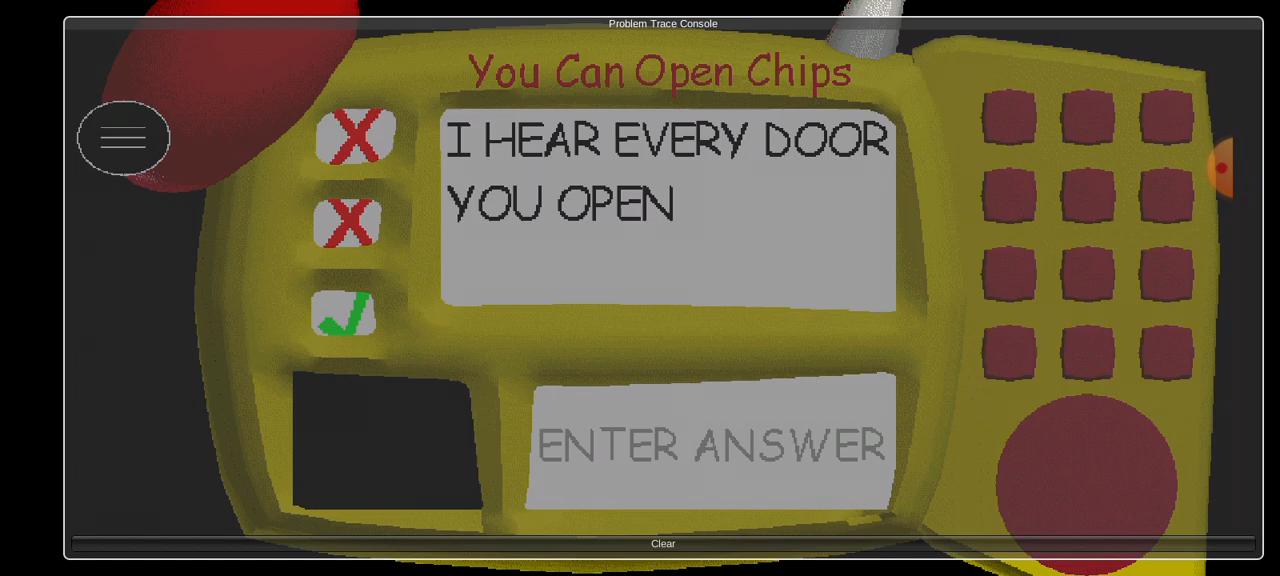 Problem Trace Console
You Can Open Chips
I HEAR EVERY DOOR
YOU OPEN
ENTER ANSWER
Clear